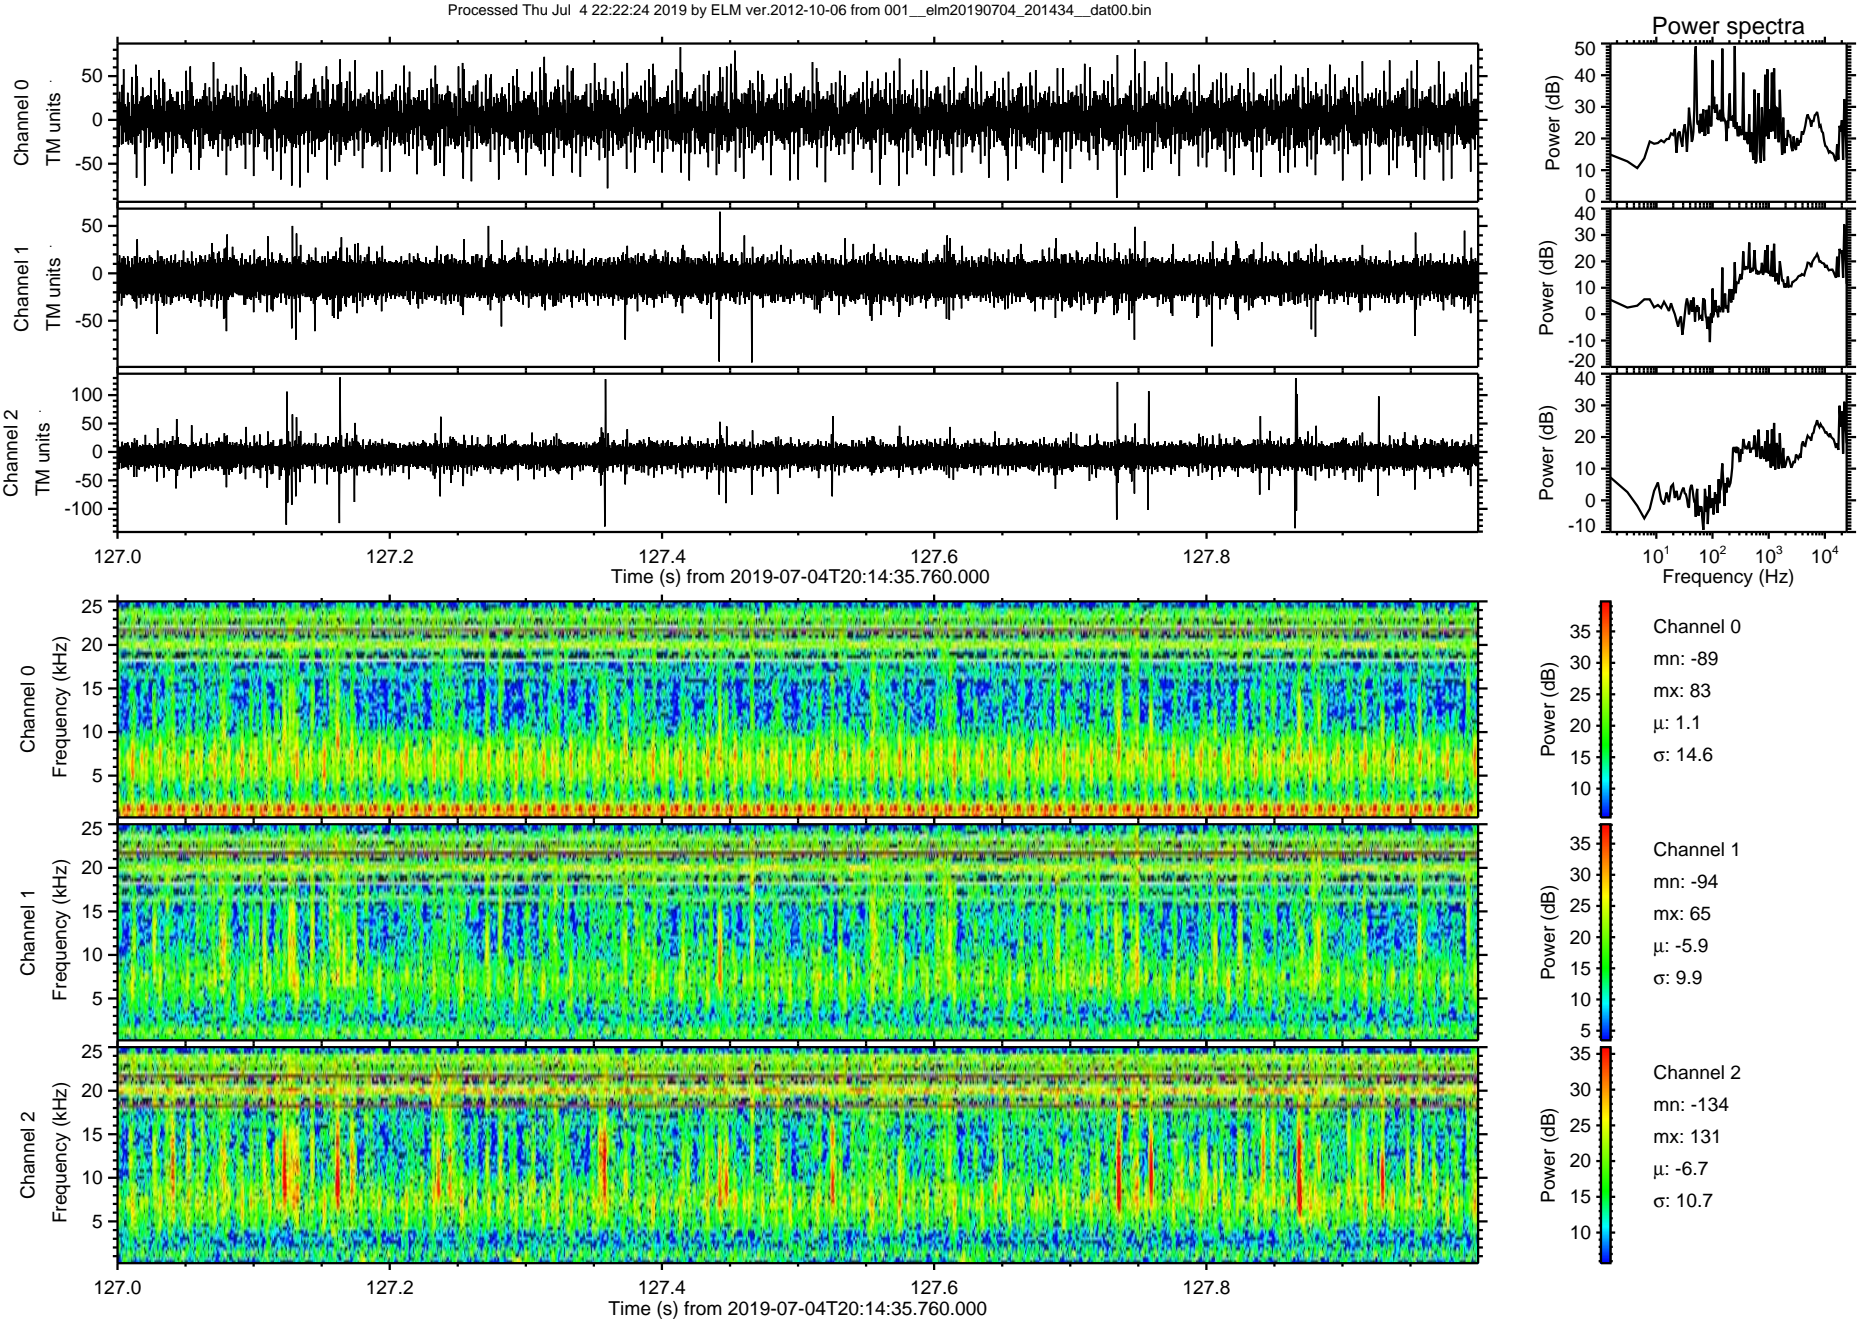 Processed Thu Jul  4 22:22:24 2019 by ELM ver.2012-10-06 from 001__elm20190704_201434__dat00.bin
Power spectra
Channel 0
TM units
50
0
-50
Power (dB)
50
40
30
20
10
0
Channel 1
TM units
50
0
-50
Power (dB)
40
30
20
10
0
-10
-20
Channel 2
TM units
100
50
0
-50
-100
Power (dB)
40
30
20
10
0
-10
127.0 127.2 127.4 127.6 127.8
Time (s) from 2019-07-04T20:14:35.760.000
10^1 10^2 10^3 10^4
Frequency (Hz)
Channel 0
Frequency (kHz)
25
20
15
10
5
Power (dB)
35
30
25
20
15
10
Channel 0
mn: -89
mx: 83
μ: 1.1
σ: 14.6
Channel 1
Frequency (kHz)
25
20
15
10
5
Power (dB)
35
30
25
20
15
10
5
Channel 1
mn: -94
mx: 65
μ: -5.9
σ: 9.9
Channel 2
Frequency (kHz)
25
20
15
10
5
Power (dB)
35
30
25
20
15
10
Channel 2
mn: -134
mx: 131
μ: -6.7
σ: 10.7
127.0 127.2 127.4 127.6 127.8
Time (s) from 2019-07-04T20:14:35.760.000